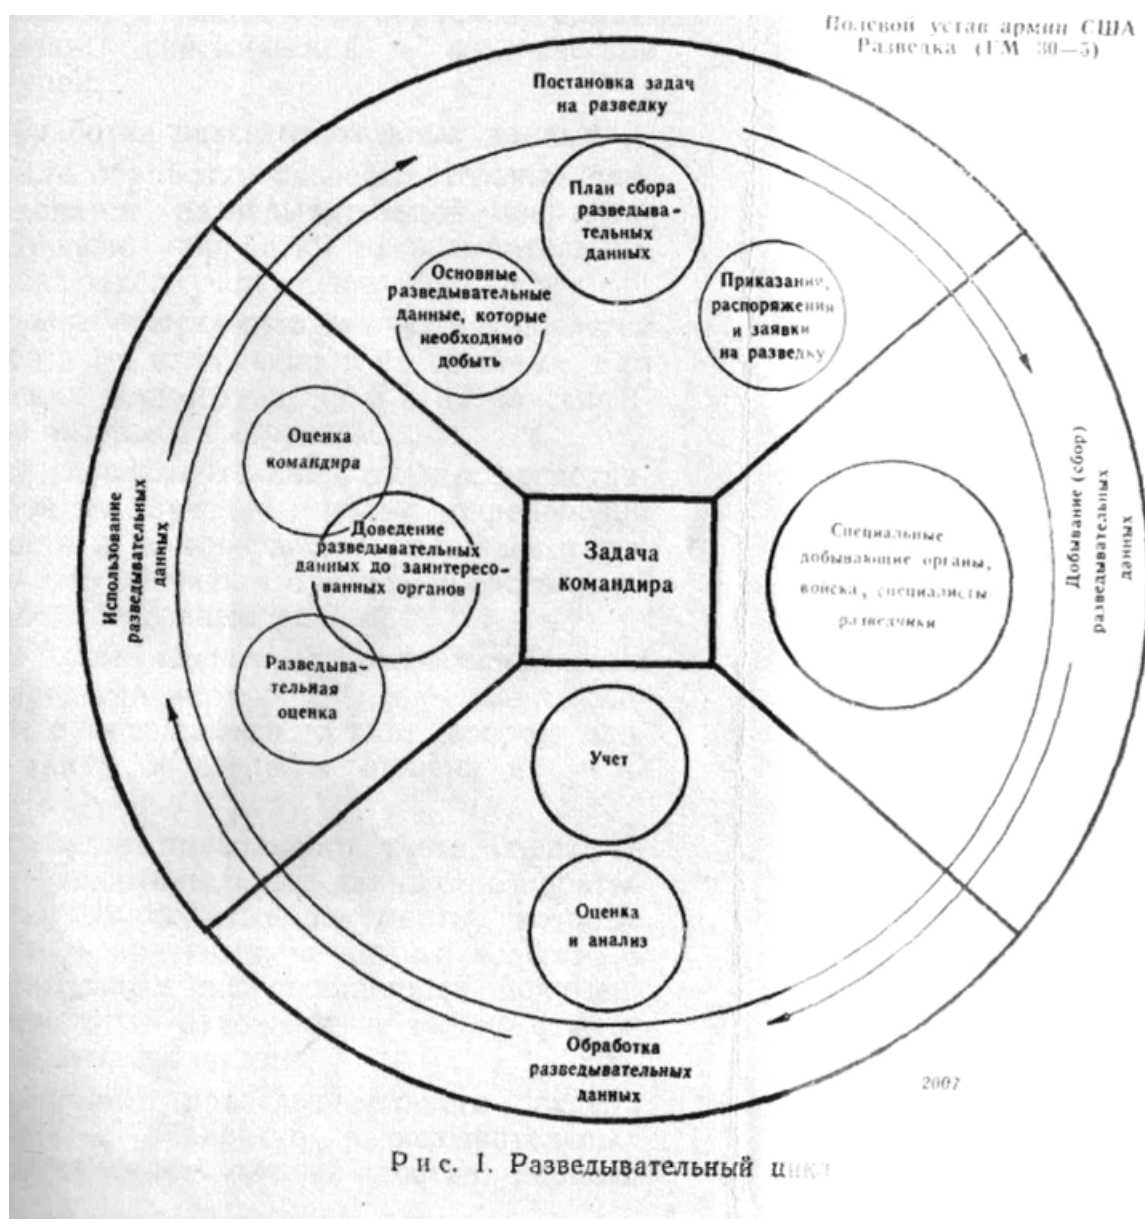 Полевой устав армии США
Разведка (FM 30—5)
Постановка задач
на разведку
План сбора
разведыва-
тельных
данных
Основные
разведывательные
данные, которые
необходимо
добыть
Приказание,
распоряжения
и заявки
на разведку
Оценка
командира
Доведение
разведывательных
данных до заинтересо-
ванных органов
Разведыва-
тельная
оценка
Использование
разведывательных
данных
Задача
командира
Специальные
добывающие органы,
войска, специалисты
разведчики
Добывание (сбор)
разведывательных
данных
Учет
Оценка
и анализ
Обработка
разведывательных
данных
2007
Рис. 1. Разведывательный цикл